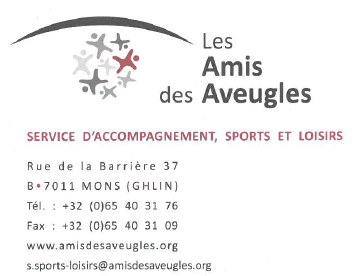 Les
Amis
des Aveugles
SERVICE D'ACCOMPAGNEMENT, SPORTS ET LOISIRS
Rue de la Barrière 37
B•7011 MONS (GHLIN)
Tél. : +32 (0)65 40 31 76
Fax : +32 (0)65 40 31 09
www.amisdesaveugles.org
s.sports-loisirs@amisdesaveugles.org